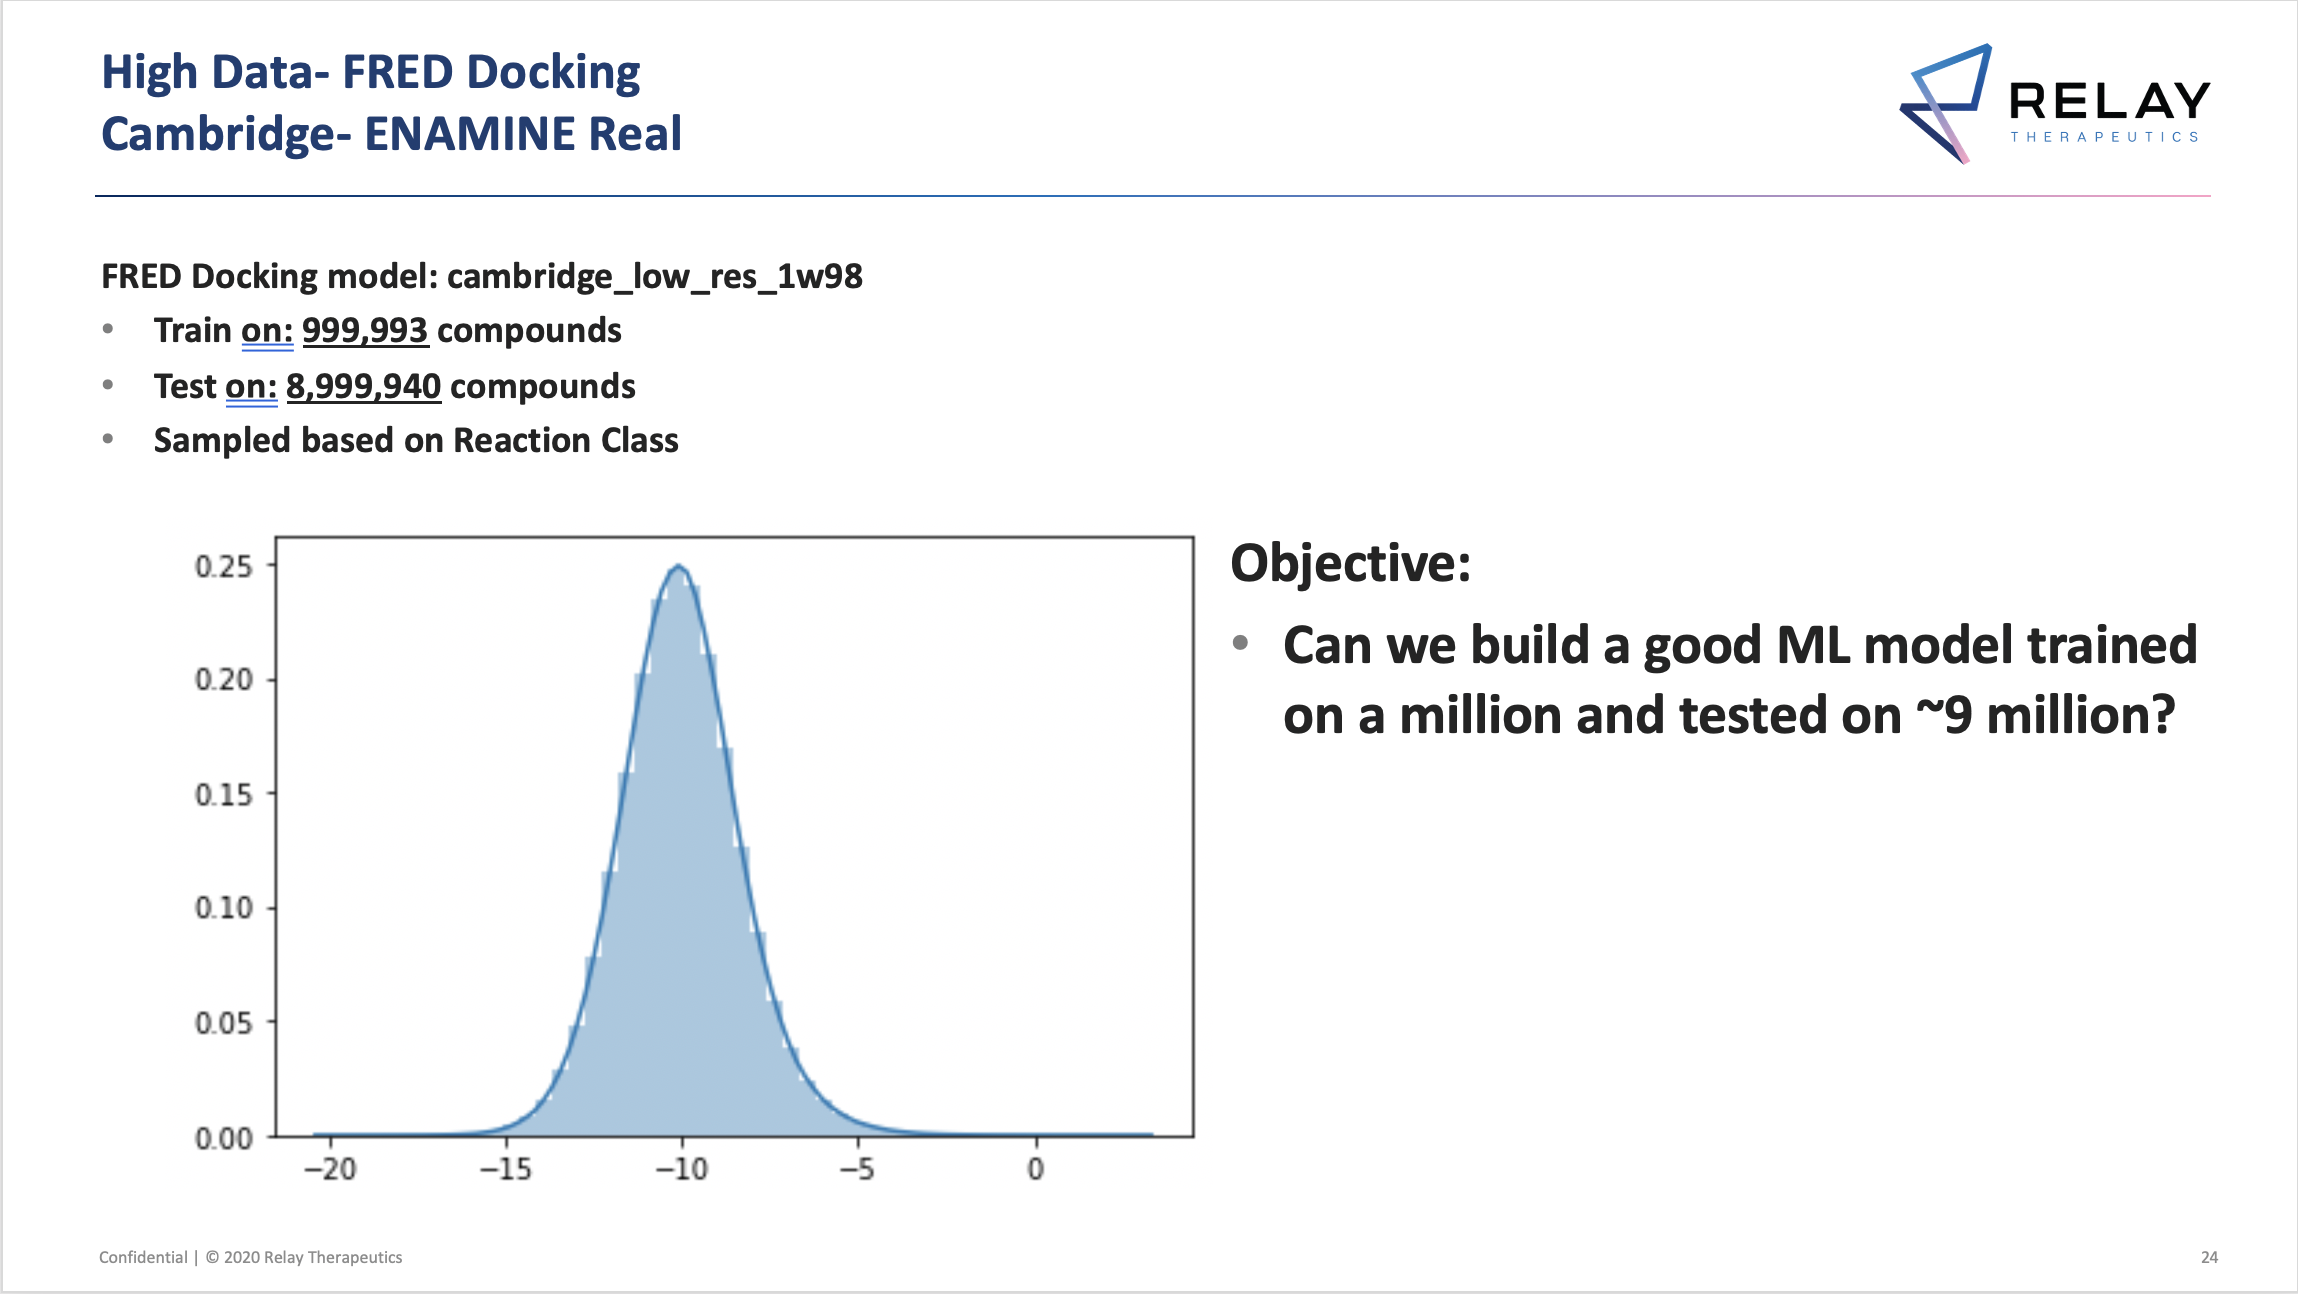 High Data- FRED Docking
Cambridge- ENAMINE Real
RELAY
THERAPEUTICS
FRED Docking model: cambridge_low_res_1w98
• Train on: 999,993 compounds
• Test on: 8,999,940 compounds
• Sampled based on Reaction Class
0.25
0.20
0.15
0.10
0.05
0.00
−20 −15 −10 −5 0
Objective:
• Can we build a good ML model trained
on a million and tested on ~9 million?
Confidential | © 2020 Relay Therapeutics
24